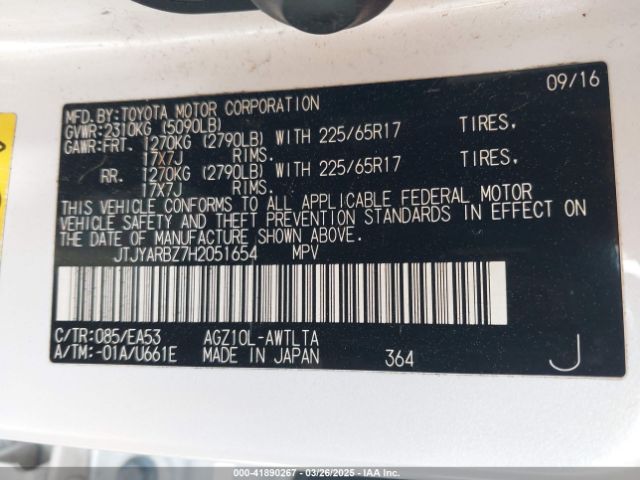 09/16
MFD.BY:TOYOTA MOTOR CORPORATION
GVWR:2310KG (5090LB)
GAWR:FRT. 1270KG (2790LB) WITH 225/65R17 TIRES,
17X7J RIMS.
RR. 1270KG (2790LB) WITH 225/65R17 TIRES,
17X7J RIMS.
THIS VEHICLE CONFORMS TO ALL APPLICABLE FEDERAL MOTOR
VEHICLE SAFETY AND THEFT PREVENTION STANDARDS IN EFFECT ON
THE DATE OF MANUFACTURE SHOWN ABOVE.
JTJYARBZ7H2051654 MPV
C/TR:085/EA53 AGZ10L-AWTLTA
A/TM:-01A/U661E MADE IN JAPAN 364 J
000-41890267 - 03/26/2025 - IAAI.COM